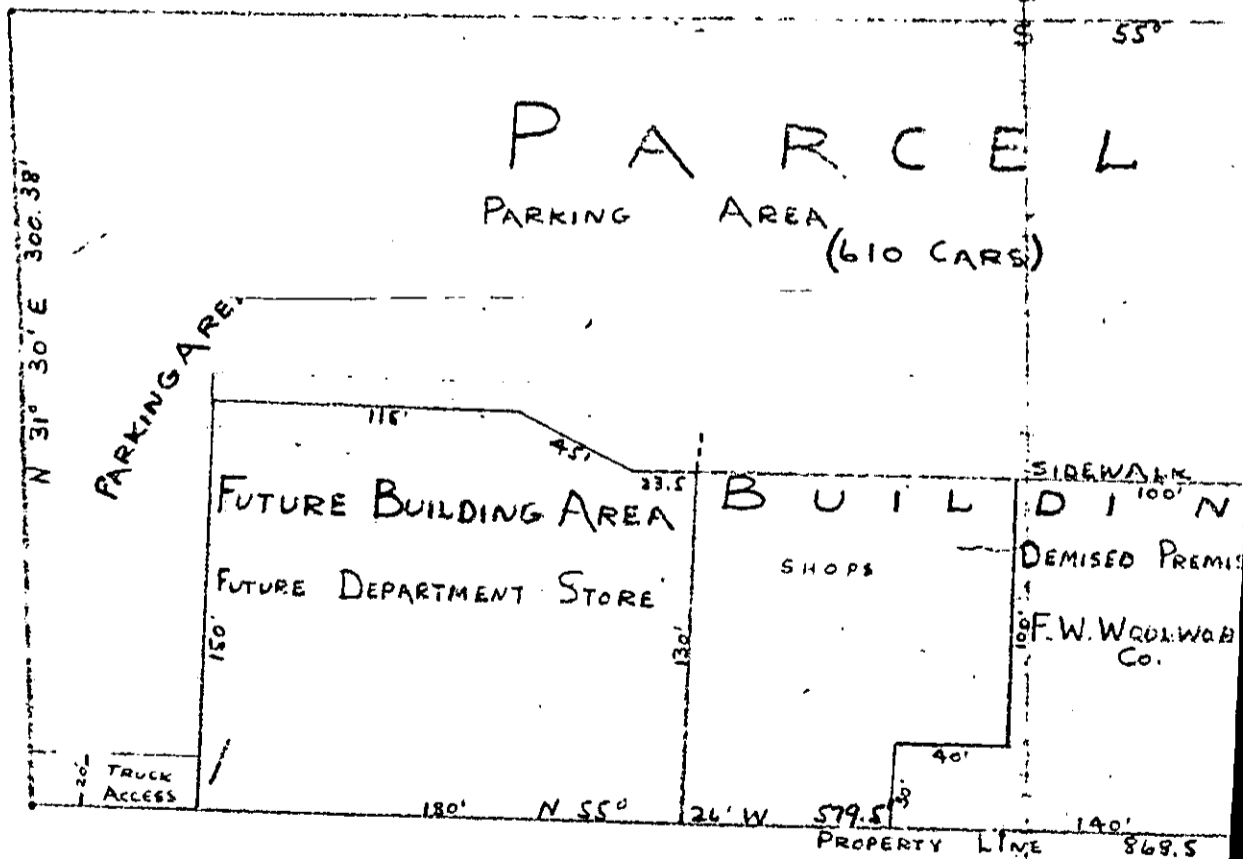 55°
PARCEL
PARKING AREA
(610 CARS)
N 31° 30' E 300.38'
PARKING AREA
115'
45'
23.5
SIDEWALK
BUILDIN
100'
FUTURE BUILDING AREA
SHOPS
DEMISED PREMIS
FUTURE DEPARTMENT STORE
150'
130'
100'
F.W. WOOLWOR
CO.
40'
20'
TRUCK
ACCESS
30'
180' N 55° 26' W 579.5
140'
PROPERTY LINE 868.5